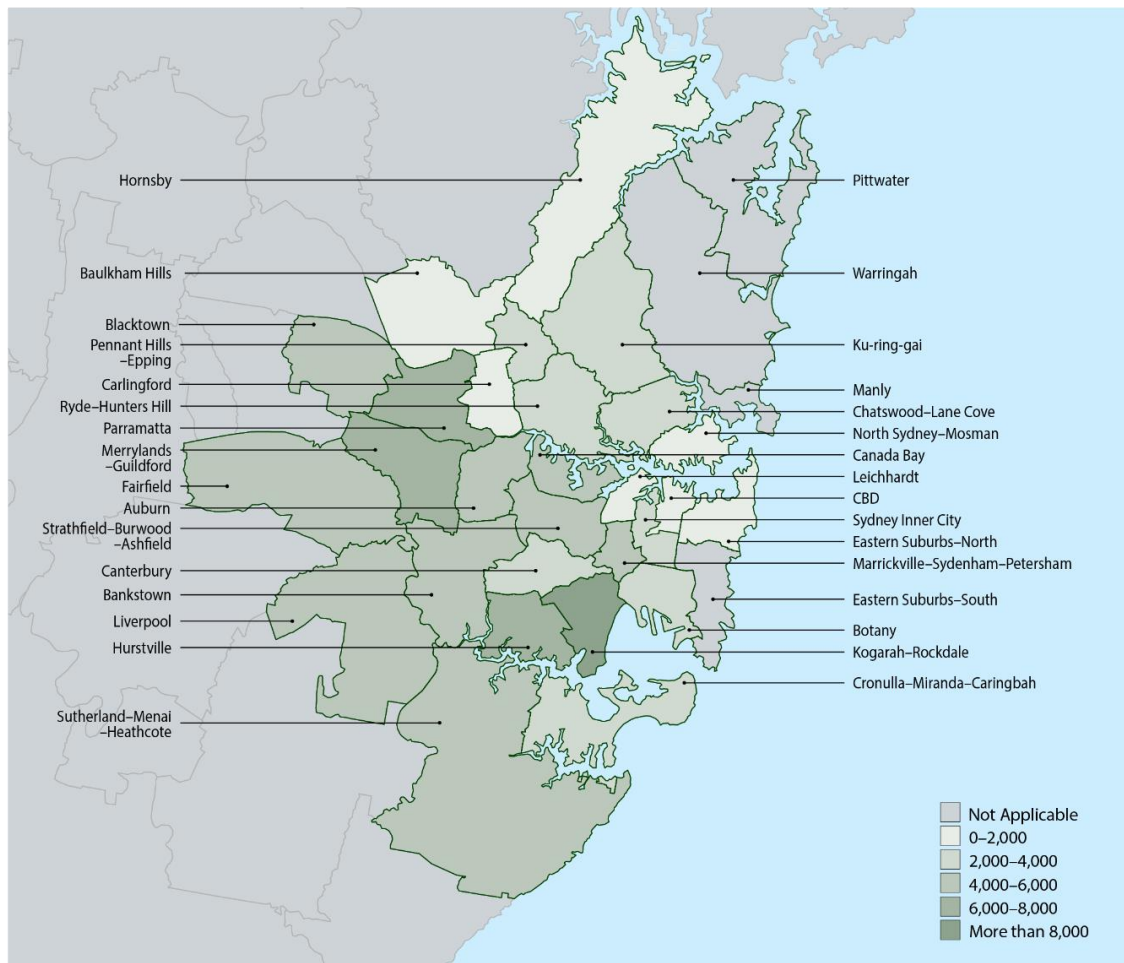 Hornsby
Baulkham Hills
Blacktown
Pennant Hills
–Epping
Carlingford
Ryde–Hunters Hill
Parramatta
Merrylands
–Guildford
Fairfield
Auburn
Strathfield–Burwood
–Ashfield
Canterbury
Bankstown
Liverpool
Hurstville
Sutherland–Menai
–Heathcote
Pittwater
Warringah
Ku-ring-gai
Manly
Chatswood–Lane Cove
North Sydney–Mosman
Canada Bay
Leichhardt
CBD
Sydney Inner City
Eastern Suburbs–North
Marrickville–Sydenham–Petersham
Eastern Suburbs–South
Botany
Kogarah–Rockdale
Cronulla–Miranda–Caringbah
Not Applicable
0–2,000
2,000–4,000
4,000–6,000
6,000–8,000
More than 8,000